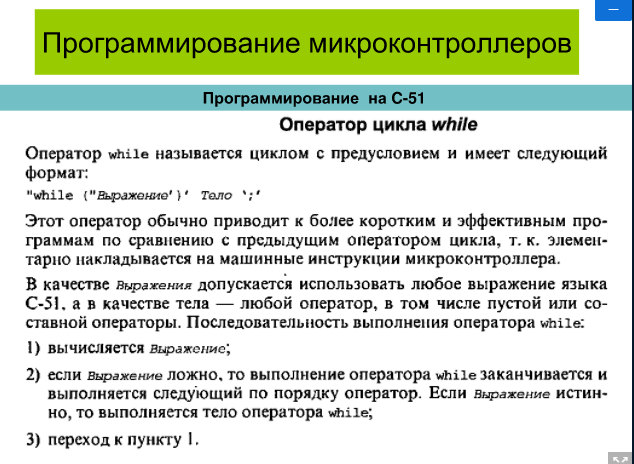 Программирование микроконтроллеров
Программирование на С-51
Оператор цикла while
Оператор while называется циклом с предусловием и имеет следующий
формат:
"while ("Выражение')' Тело ';'
Этот оператор обычно приводит к более коротким и эффективным про-
граммам по сравнению с предыдущим оператором цикла, т. к. элемен-
тарно накладывается на машинные инструкции микроконтроллера.
В качестве Выражения допускается использовать любое выражение языка
С-51, а в качестве тела — любой оператор, в том числе пустой или со-
ставной операторы. Последовательность выполнения оператора while:
1) вычисляется Выражение;
2) если Выражение ложно, то выполнение оператора while заканчивается и
выполняется следующий по порядку оператор. Если Выражение истин-
но, то выполняется тело оператора while;
3) переход к пункту 1.